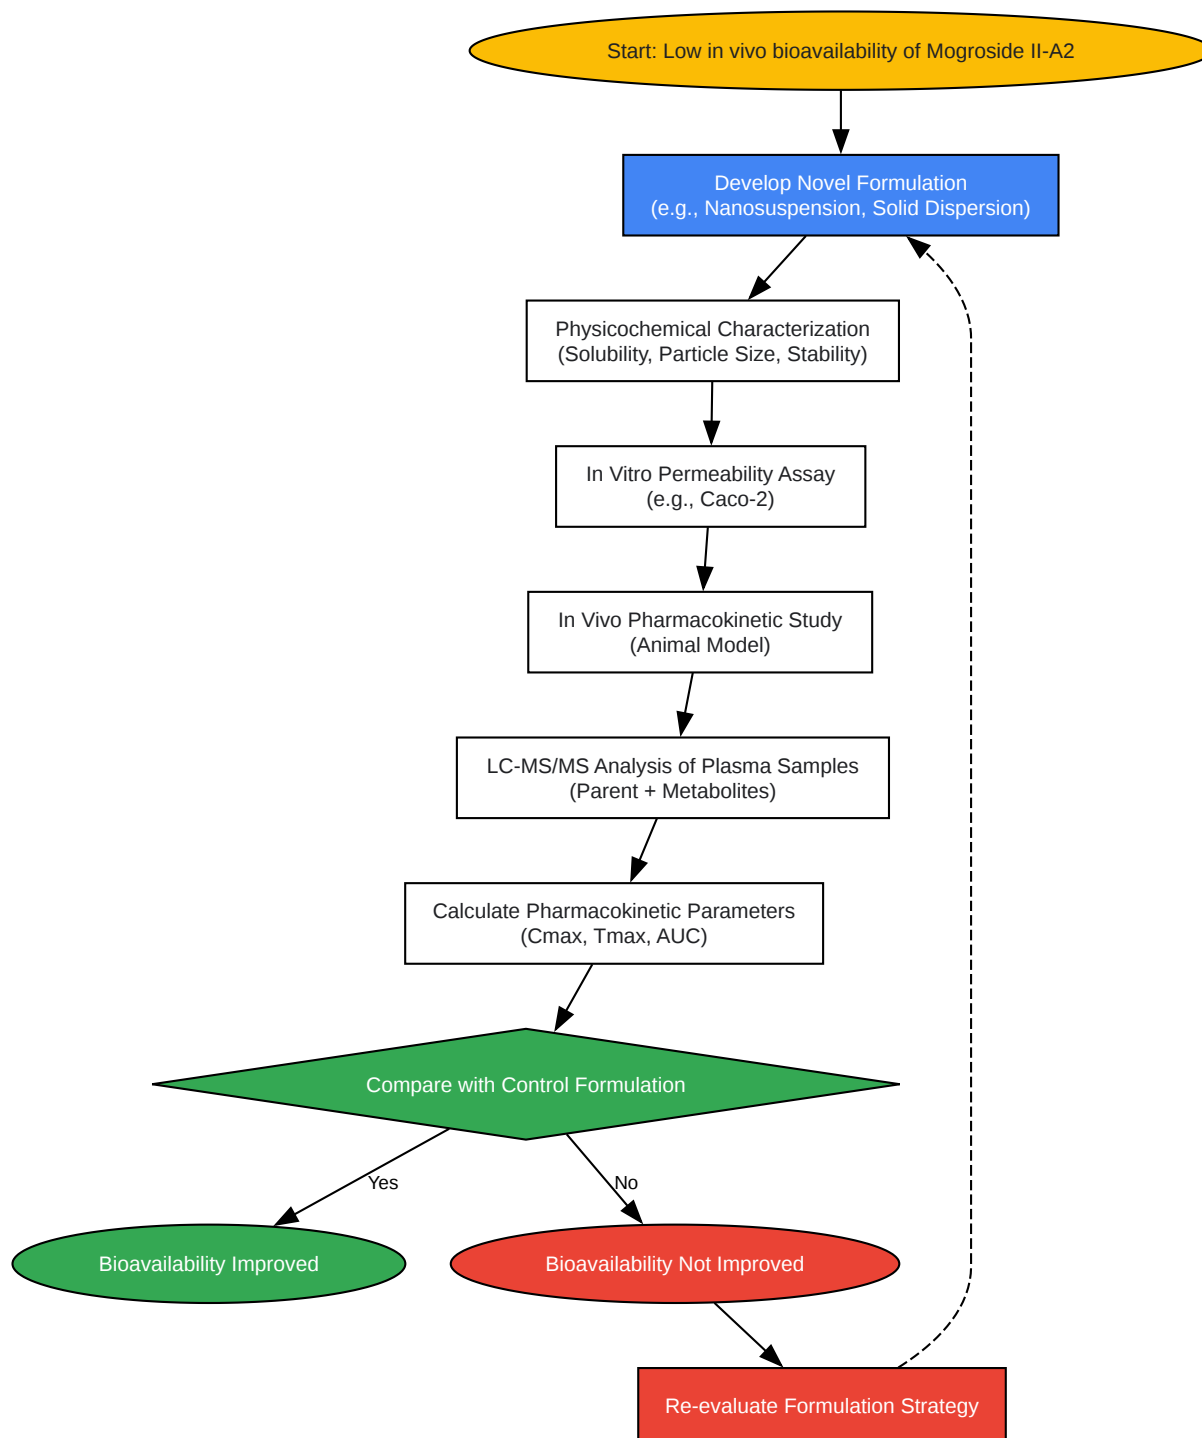 Start: Low in vivo bioavailability of Mogroside II-A2
Develop Novel Formulation
(e.g., Nanosuspension, Solid Dispersion)
Physicochemical Characterization
(Solubility, Particle Size, Stability)
In Vitro Permeability Assay
(e.g., Caco-2)
In Vivo Pharmacokinetic Study
(Animal Model)
LC-MS/MS Analysis of Plasma Samples
(Parent + Metabolites)
Calculate Pharmacokinetic Parameters
(Cmax, Tmax, AUC)
Compare with Control Formulation
Yes
No
Bioavailability Improved
Bioavailability Not Improved
Re-evaluate Formulation Strategy